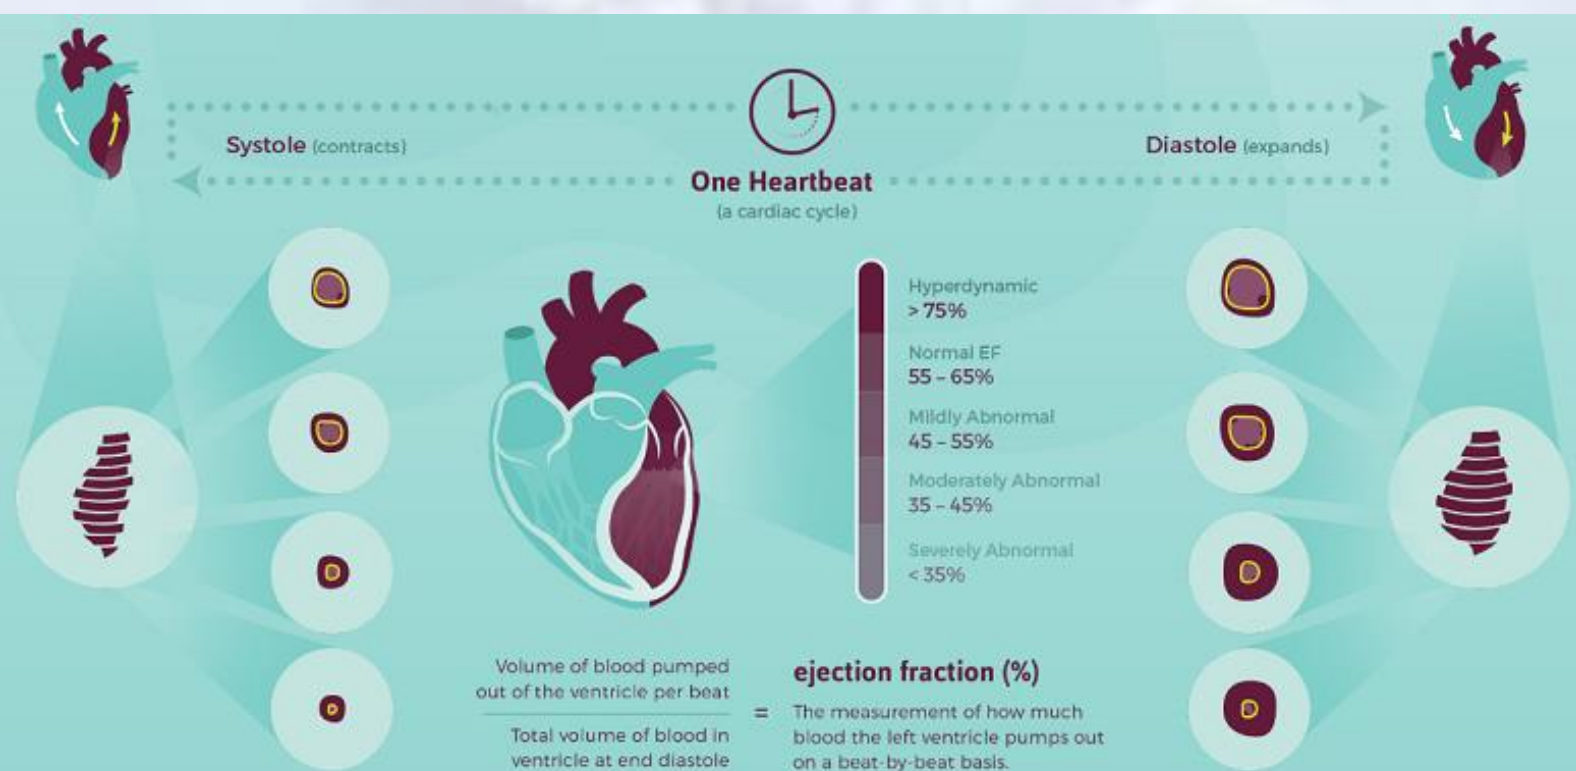 Systole (contracts)
Diastole (expands)
One Heartbeat
(a cardiac cycle)
Hyperdynamic
> 75%
Normal EF
55 – 65%
Mildly Abnormal
45 – 55%
Moderately Abnormal
35 – 45%
Severely Abnormal
< 35%
Volume of blood pumped
out of the ventricle per beat
Total volume of blood in
ventricle at end diastole
=
ejection fraction (%)
The measurement of how much
blood the left ventricle pumps out
on a beat-by-beat basis.